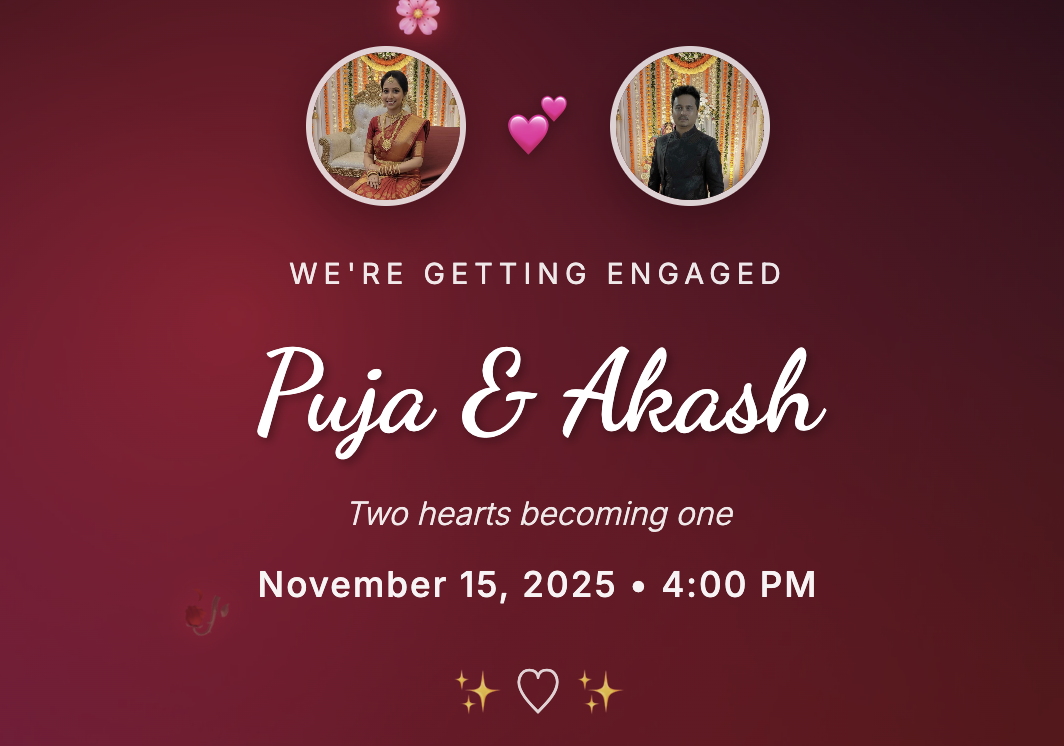 WE'RE GETTING ENGAGED
Puja & Akash
Two hearts becoming one
November 15, 2025 • 4:00 PM